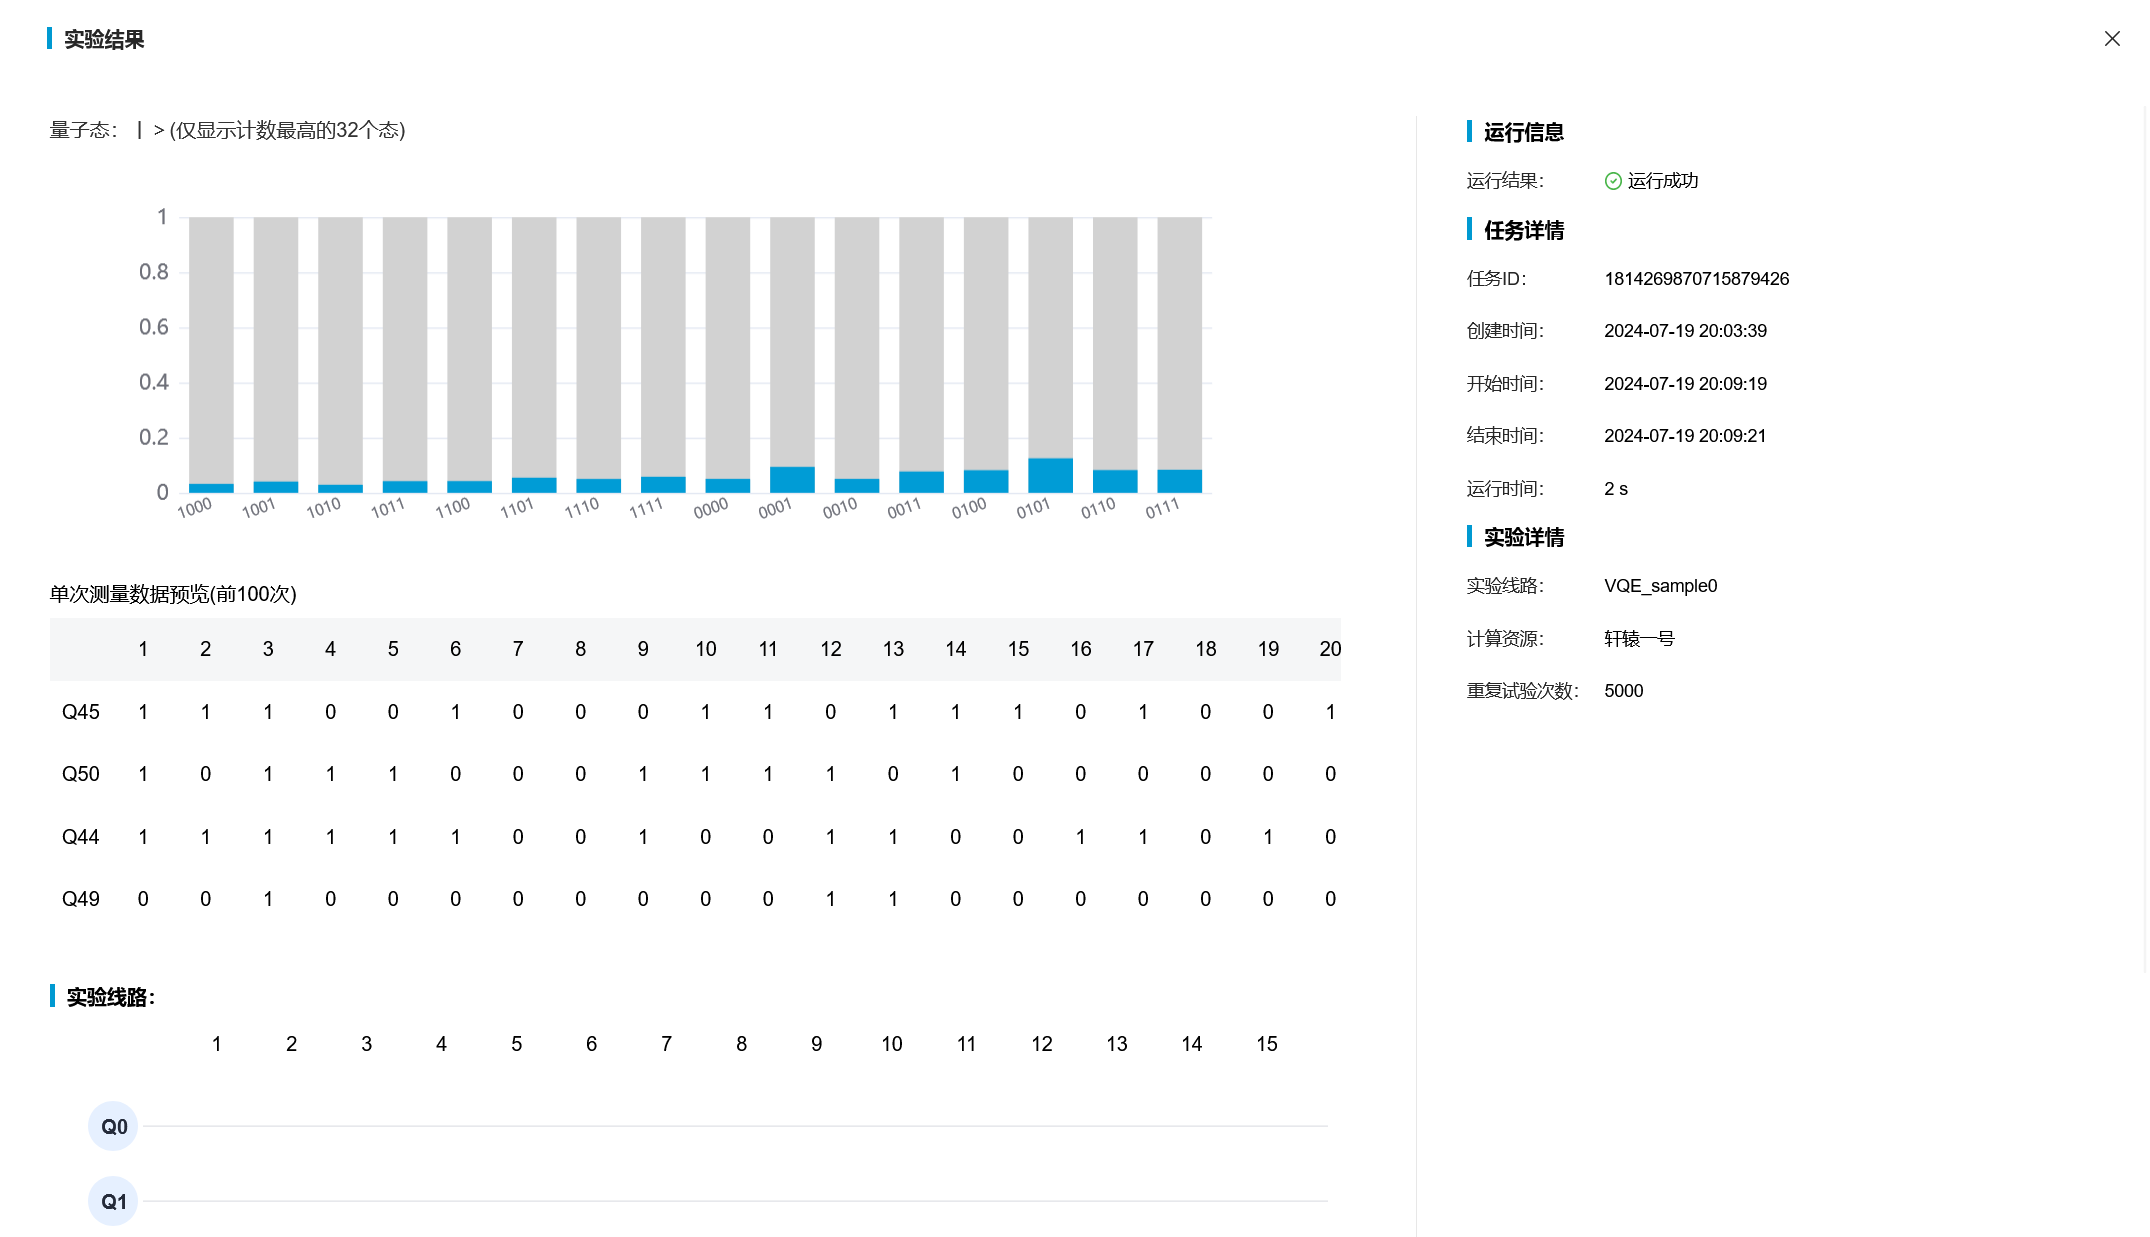 实验结果
量子态： | > (仅显示计数最高的32个态)
1
0.8
0.6
0.4
0.2
0
1000 1001 1010 1011 1100 1101 1110 1111 0000 0001 0010 0011 0100 0101 0110 0111
单次测量数据预览(前100次)
1 2 3 4 5 6 7 8 9 10 11 12 13 14 15 16 17 18 19 20
Q45 1 1 1 0 0 1 0 0 0 1 1 0 1 1 1 0 1 0 0 1
Q50 1 0 1 1 1 0 0 0 1 1 1 1 0 1 0 0 0 0 0 0
Q44 1 1 1 1 1 1 0 0 1 0 0 1 1 0 0 1 1 0 1 0
Q49 0 0 1 0 0 0 0 0 0 0 0 1 1 0 0 0 0 0 0 0
实验线路：
1 2 3 4 5 6 7 8 9 10 11 12 13 14 15
Q0
Q1
运行信息
运行结果： 运行成功
任务详情
任务ID： 1814269870715879426
创建时间： 2024-07-19 20:03:39
开始时间： 2024-07-19 20:09:19
结束时间： 2024-07-19 20:09:21
运行时间： 2 s
实验详情
实验线路： VQE_sample0
计算资源： 轩辕一号
重复试验次数： 5000